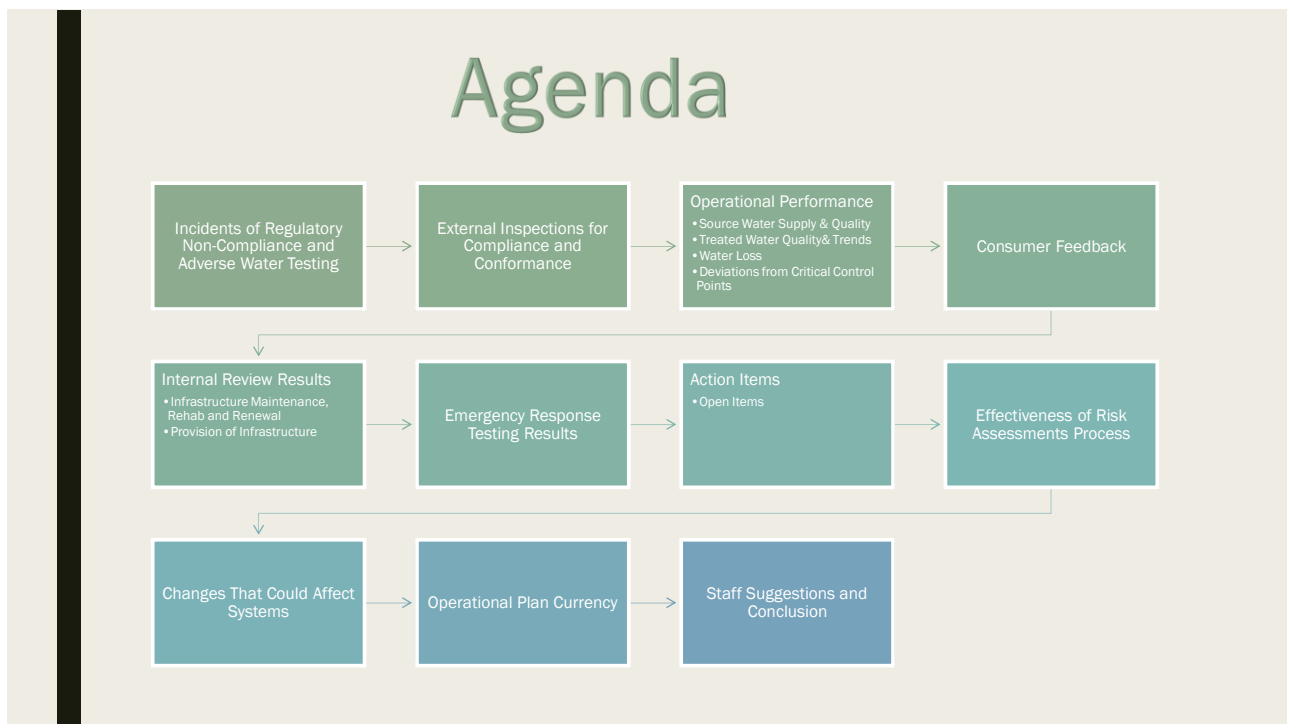 Agenda
Incidents of Regulatory
Non-Compliance and
Adverse Water Testing
External Inspections for
Compliance and
Conformance
Operational Performance
•Source Water Supply & Quality
•Treated Water Quality& Trends
•Water Loss
•Deviations from Critical Control
Points
Consumer Feedback
Internal Review Results
•Infrastructure Maintenance,
Rehab and Renewal
•Provision of Infrastructure
Emergency Response
Testing Results
Action Items
•Open Items
Effectiveness of Risk
Assessments Process
Changes That Could Affect
Systems
Operational Plan Currency
Staff Suggestions and
Conclusion